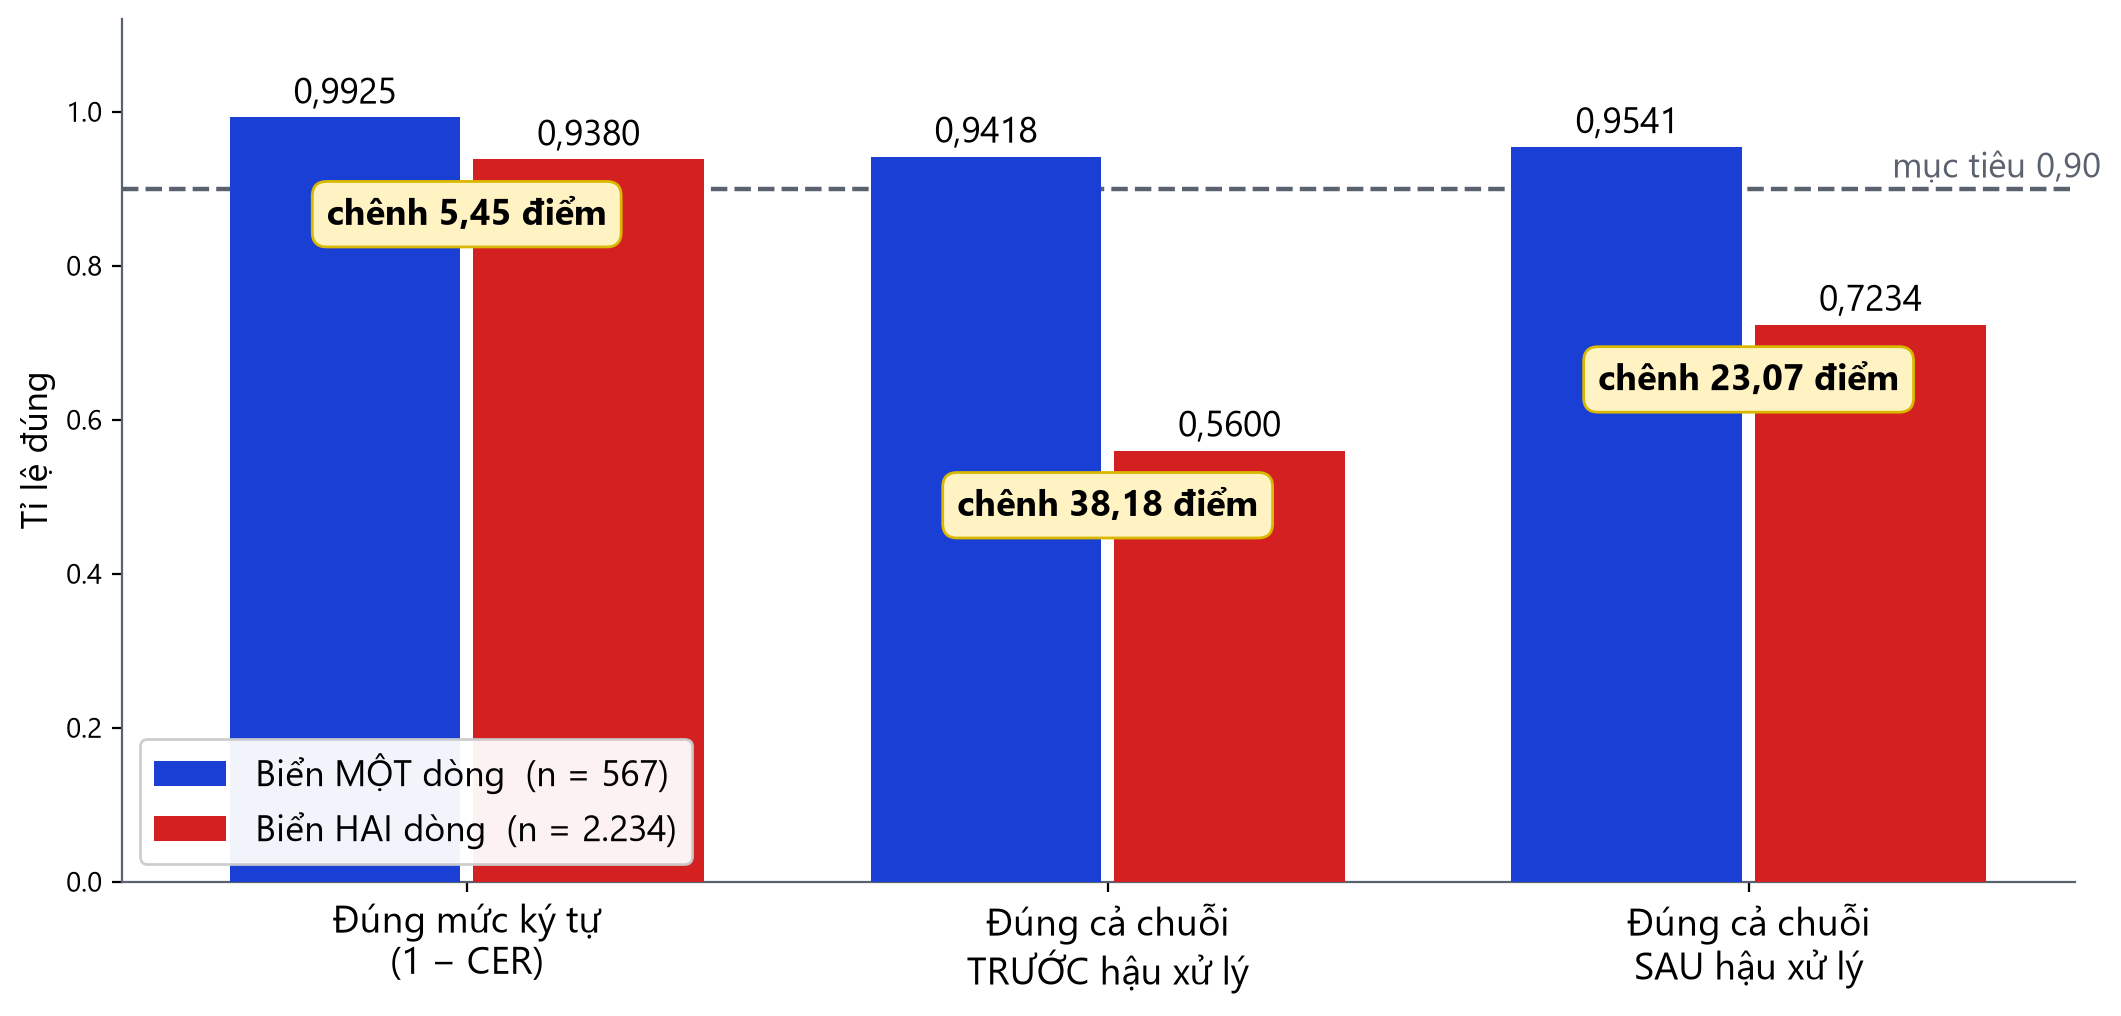 0,9925
0,9380
0,9418
0,9541
mục tiêu 0,90
chênh 5,45 điểm
0,7234
chênh 23,07 điểm
0,5600
chênh 38,18 điểm
Tỉ lệ đúng
1.0
0.8
0.6
0.4
0.2
0.0
Biển MỘT dòng (n = 567)
Biển HAI dòng (n = 2.234)
Đúng mức ký tự
(1 − CER)
Đúng cả chuỗi
TRƯỚC hậu xử lý
Đúng cả chuỗi
SAU hậu xử lý